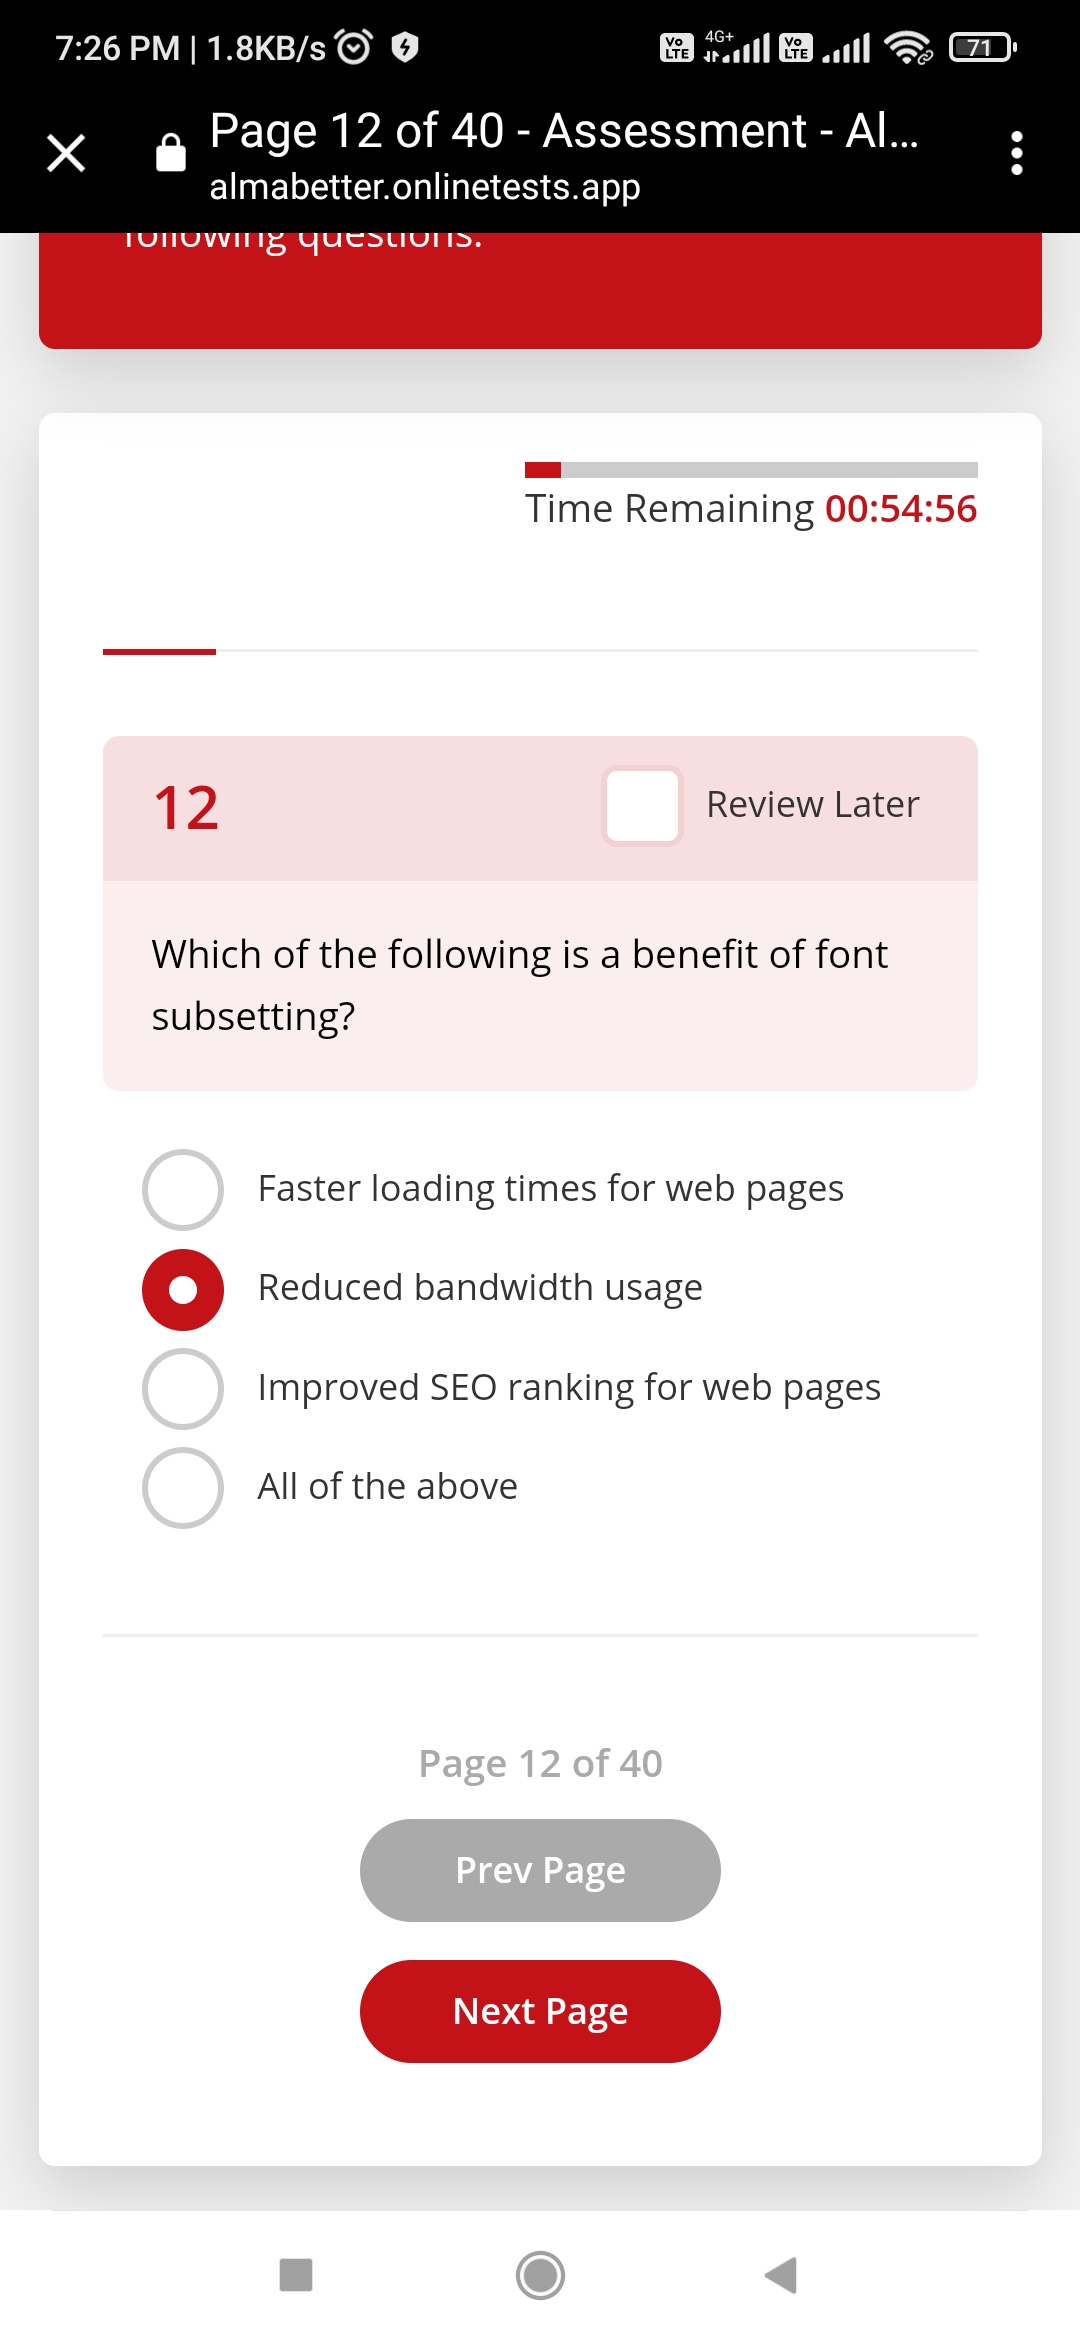 7:26 PM | 1.8KB/s
Vo LTE 4G+ Vo LTE 71
Page 12 of 40 - Assessment - Al...
almabetter.onlinetests.app
following questions.
Time Remaining 00:54:56
12
Review Later
Which of the following is a benefit of font
subsetting?
Faster loading times for web pages
Reduced bandwidth usage
Improved SEO ranking for web pages
All of the above
Page 12 of 40
Prev Page
Next Page